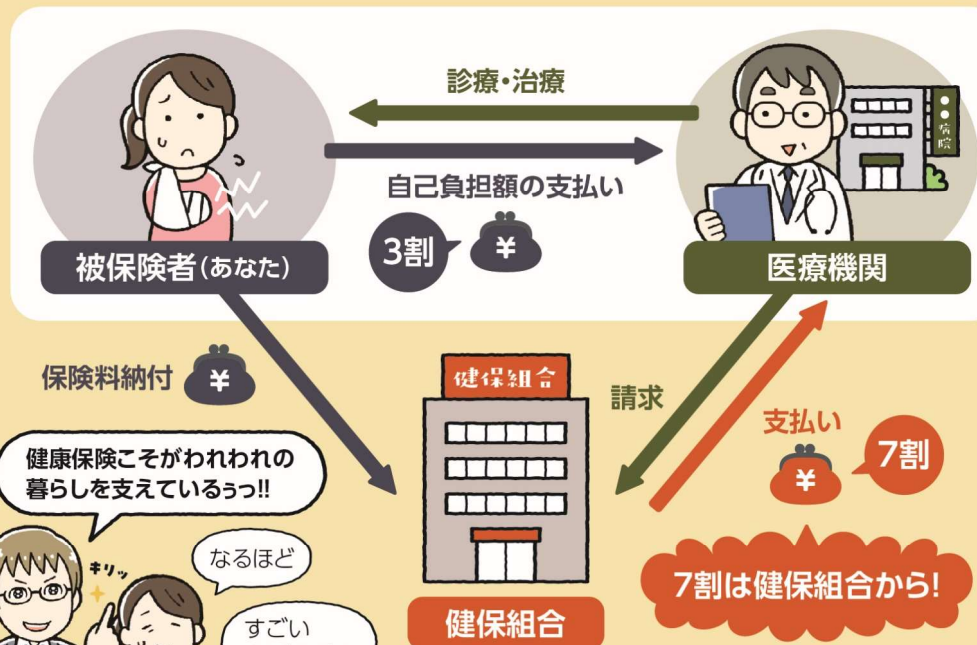 診療・治療
自己負担額の支払い
3割
¥
●●病院
被保険者(あなた)
医療機関
保険料納付
¥
健保組合
請求
支払い
¥
7割
健康保険こそがわれわれの
暮らしを支えているぅっ!!
キリッ
なるほど
すごい
7割は健保組合から!
健保組合